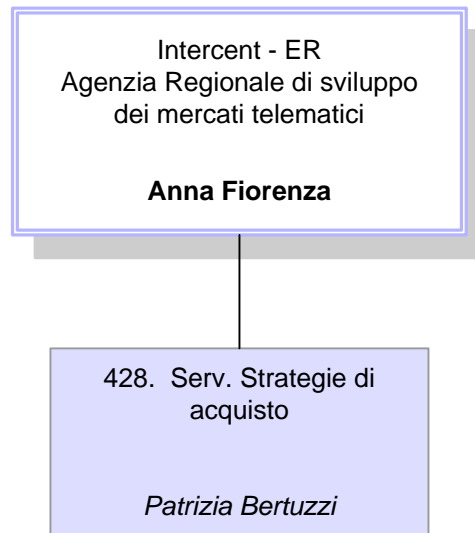 Intercent - ER
Agenzia Regionale di sviluppo
dei mercati telematici
Anna Fiorenza
428.  Serv. Strategie di
acquisto
Patrizia Bertuzzi